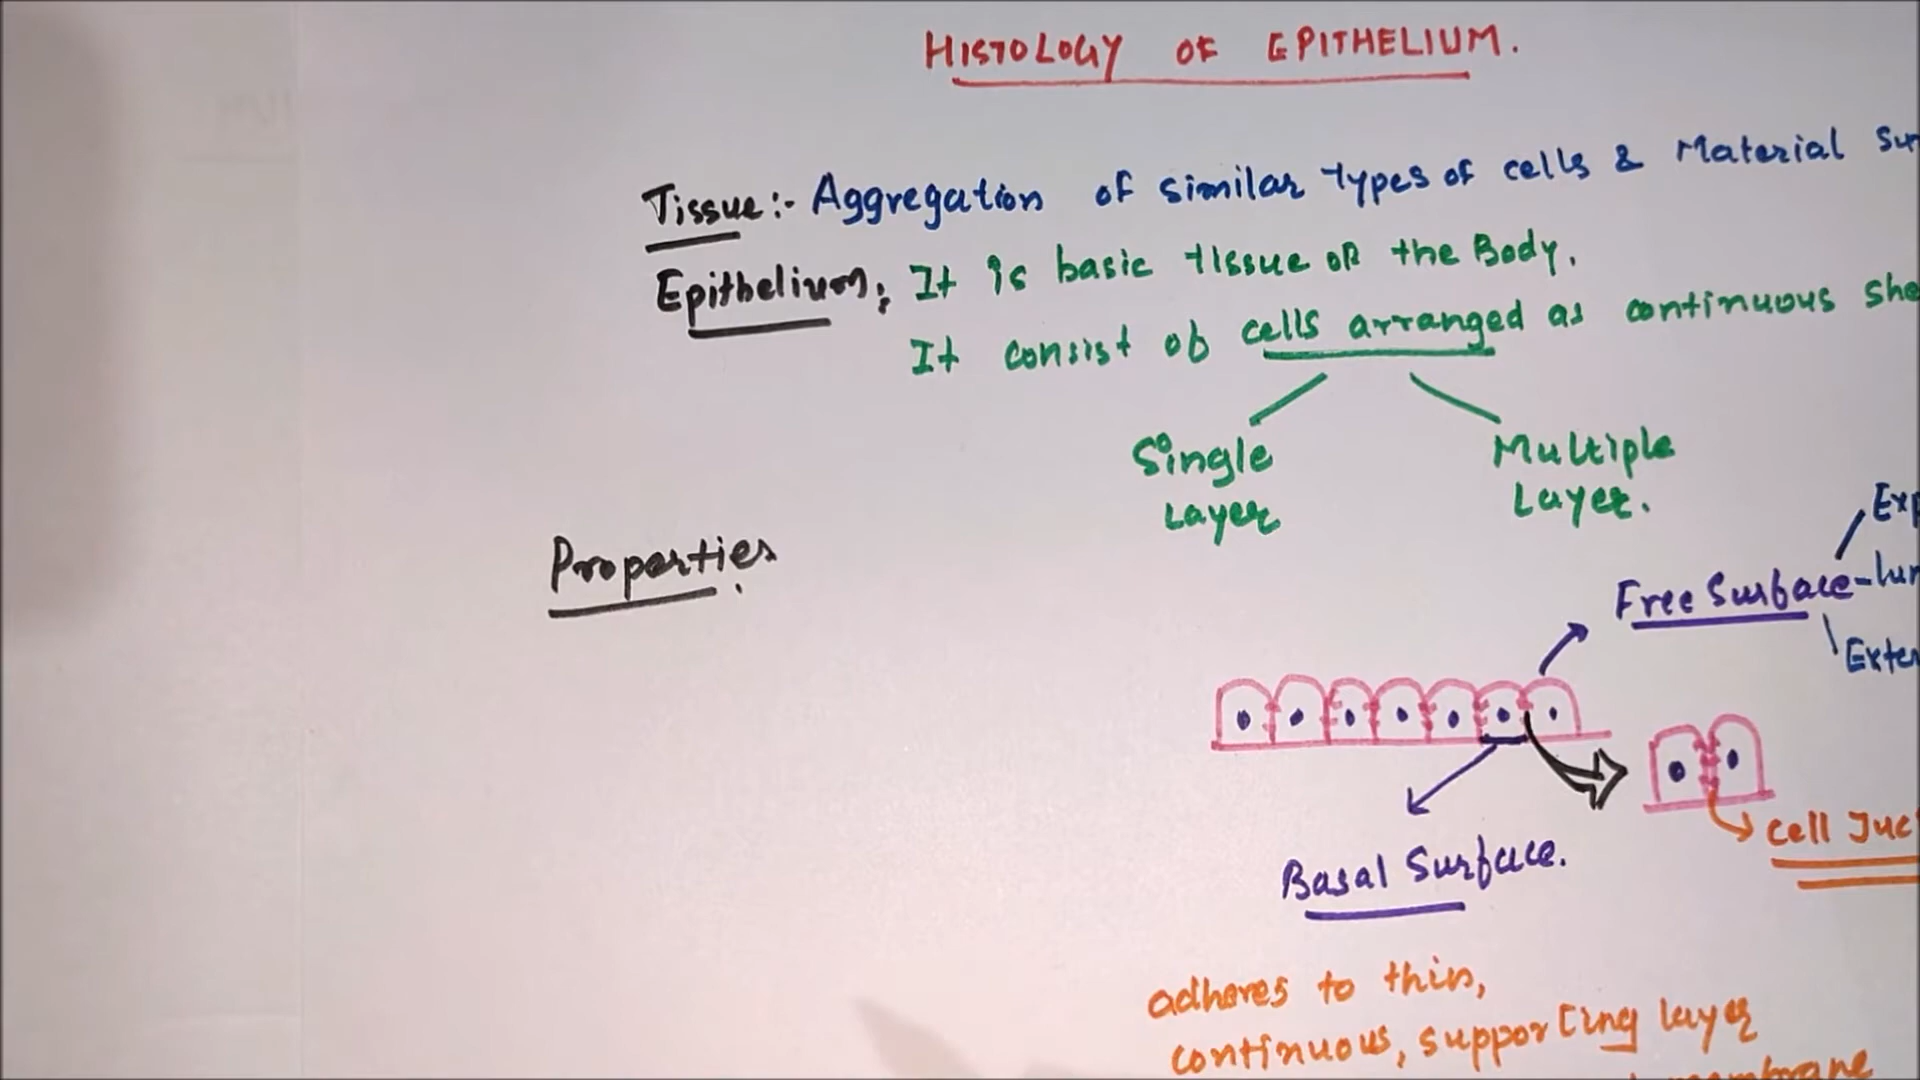 HISTOLOGY OF EPITHELIUM.
Tissue:- Aggregation of similar types of cells & Material
Epithelium: It is basic tissue of the Body.
It consist of cells arranged as continuous
Single Layer
Multiple Layer.
Properties
Free Surface
Basal Surface.
Cell
adheres to thin,
continuous, supporting layer
membrane